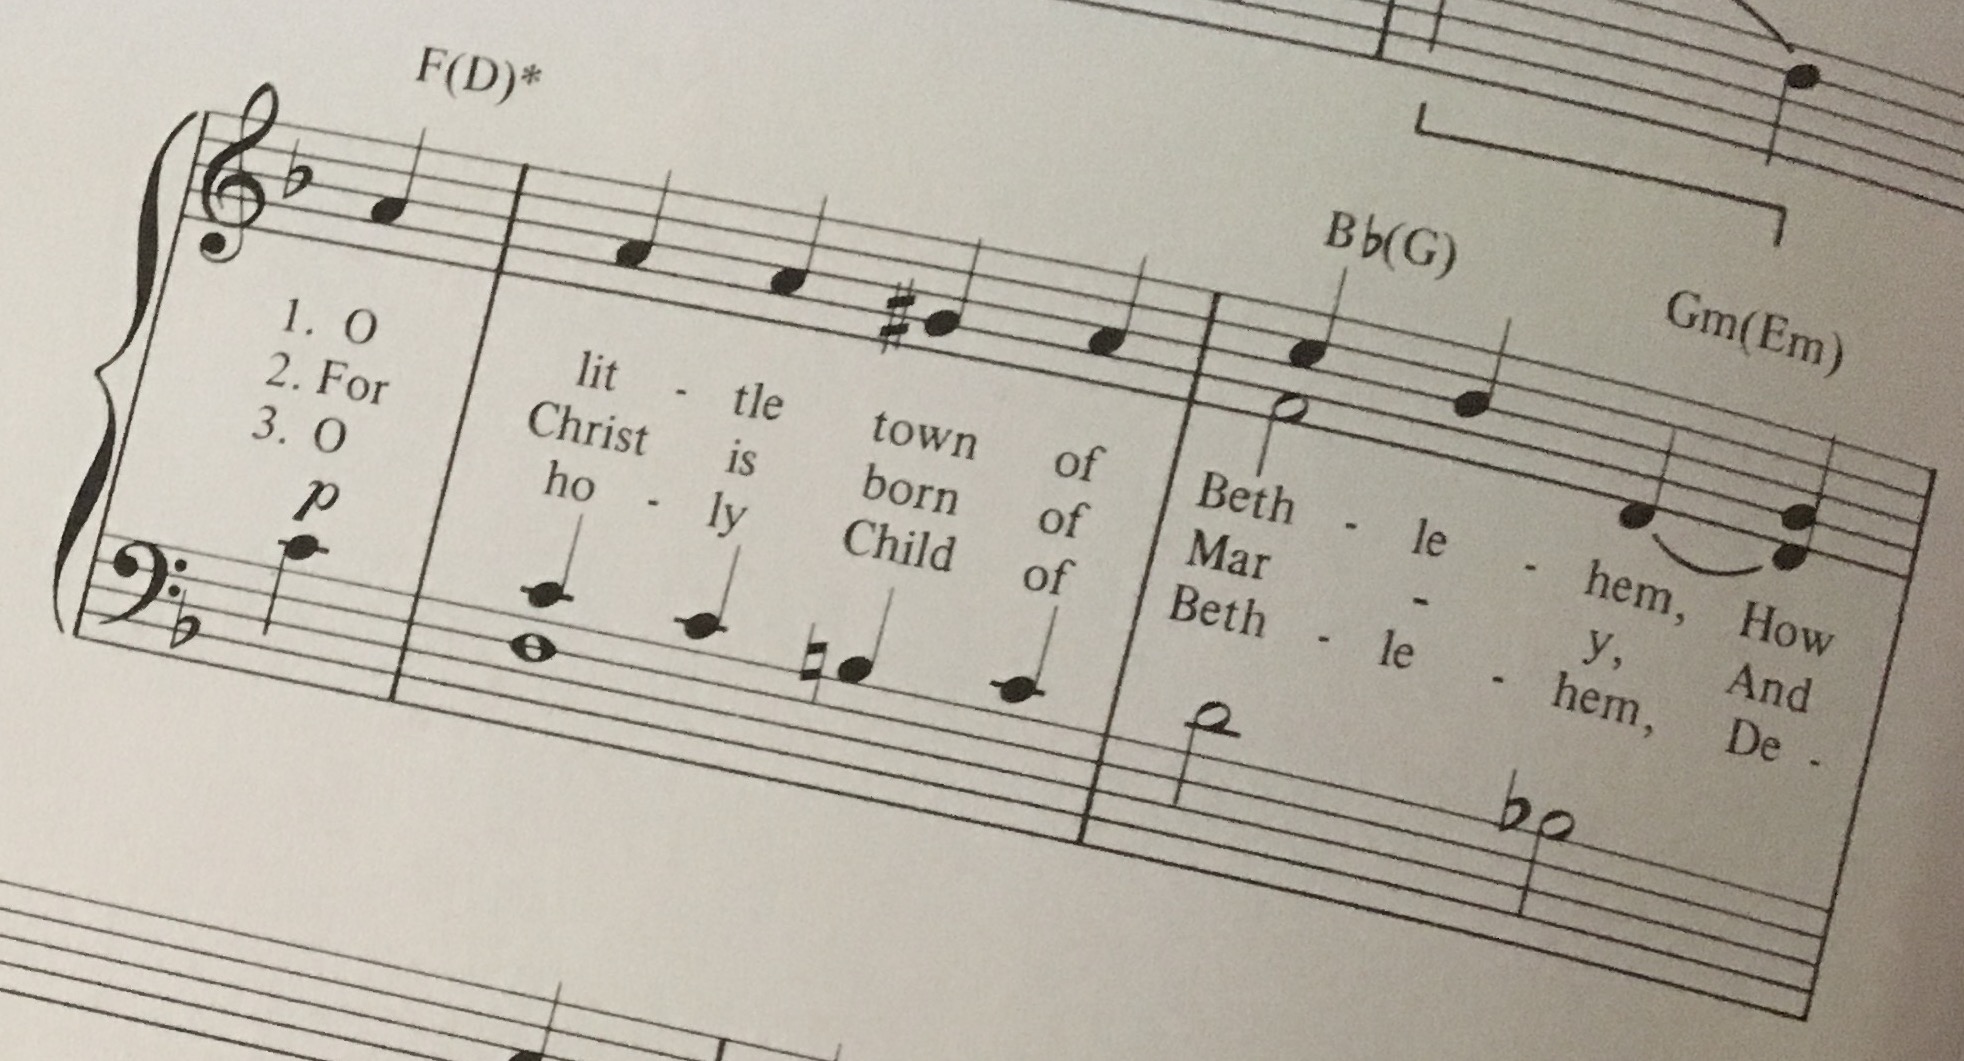 F(D)*
B♭(G)
Gm(Em)
1. O lit - tle town of Beth - le - hem, How
2. For Christ is born of Mar - y, And
3. O ho - ly Child of Beth - le - hem, De -
p